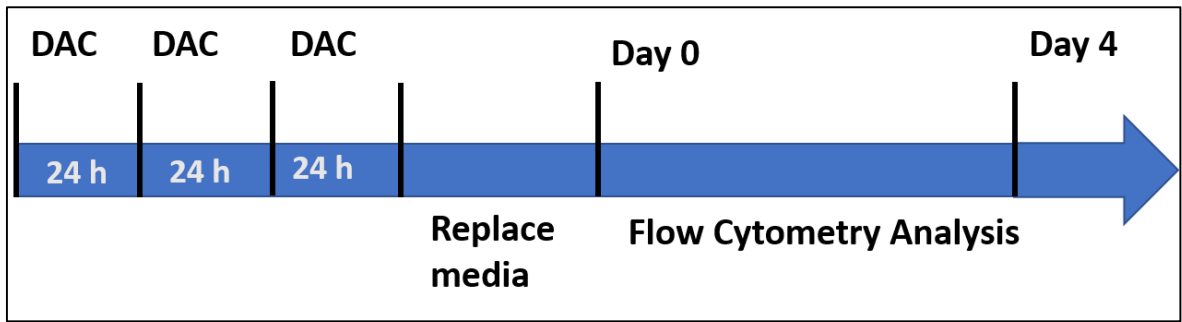 DAC DAC DAC
Day 0
Day 4
24 h 24 h 24 h
Replace
media
Flow Cytometry Analysis